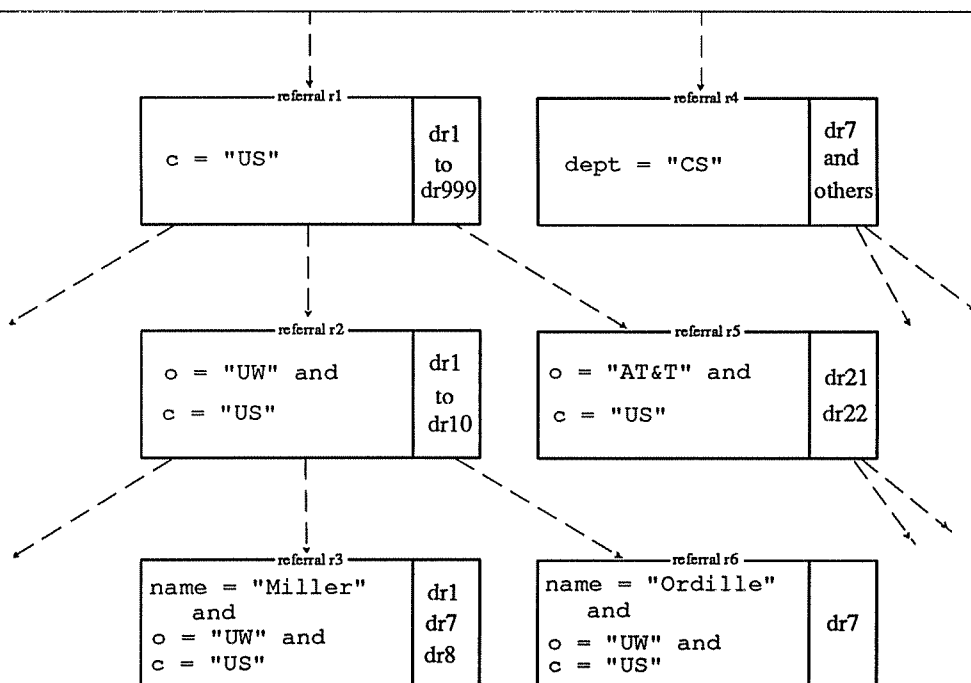 referral r1
c = "US"
dr1
to
dr999
referral r4
dept = "CS"
dr7
and
others
referral r2
o = "UW" and
c = "US"
dr1
to
dr10
referral r5
o = "AT&T" and
c = "US"
dr21
dr22
referral r3
name = "Miller"
and
o = "UW" and
c = "US"
dr1
dr7
dr8
referral r6
name = "Ordille"
and
o = "UW" and
c = "US"
dr7